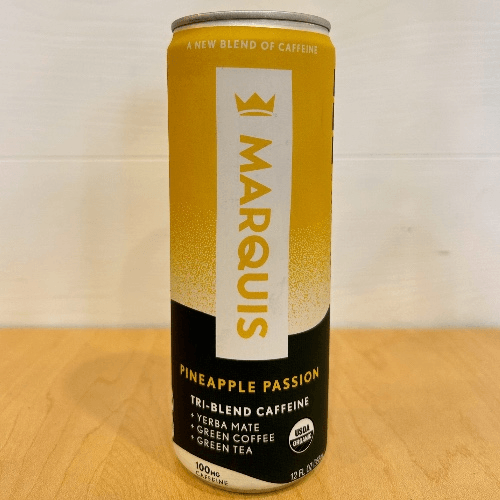 A NEW BLEND OF CAFFEINE
MARQUIS
PINEAPPLE PASSION
TRI-BLEND CAFFEINE
+ YERBA MATE
+ GREEN COFFEE
+ GREEN TEA
USDA
ORGANIC
100MG
CAFFEINE
12 FL OZ